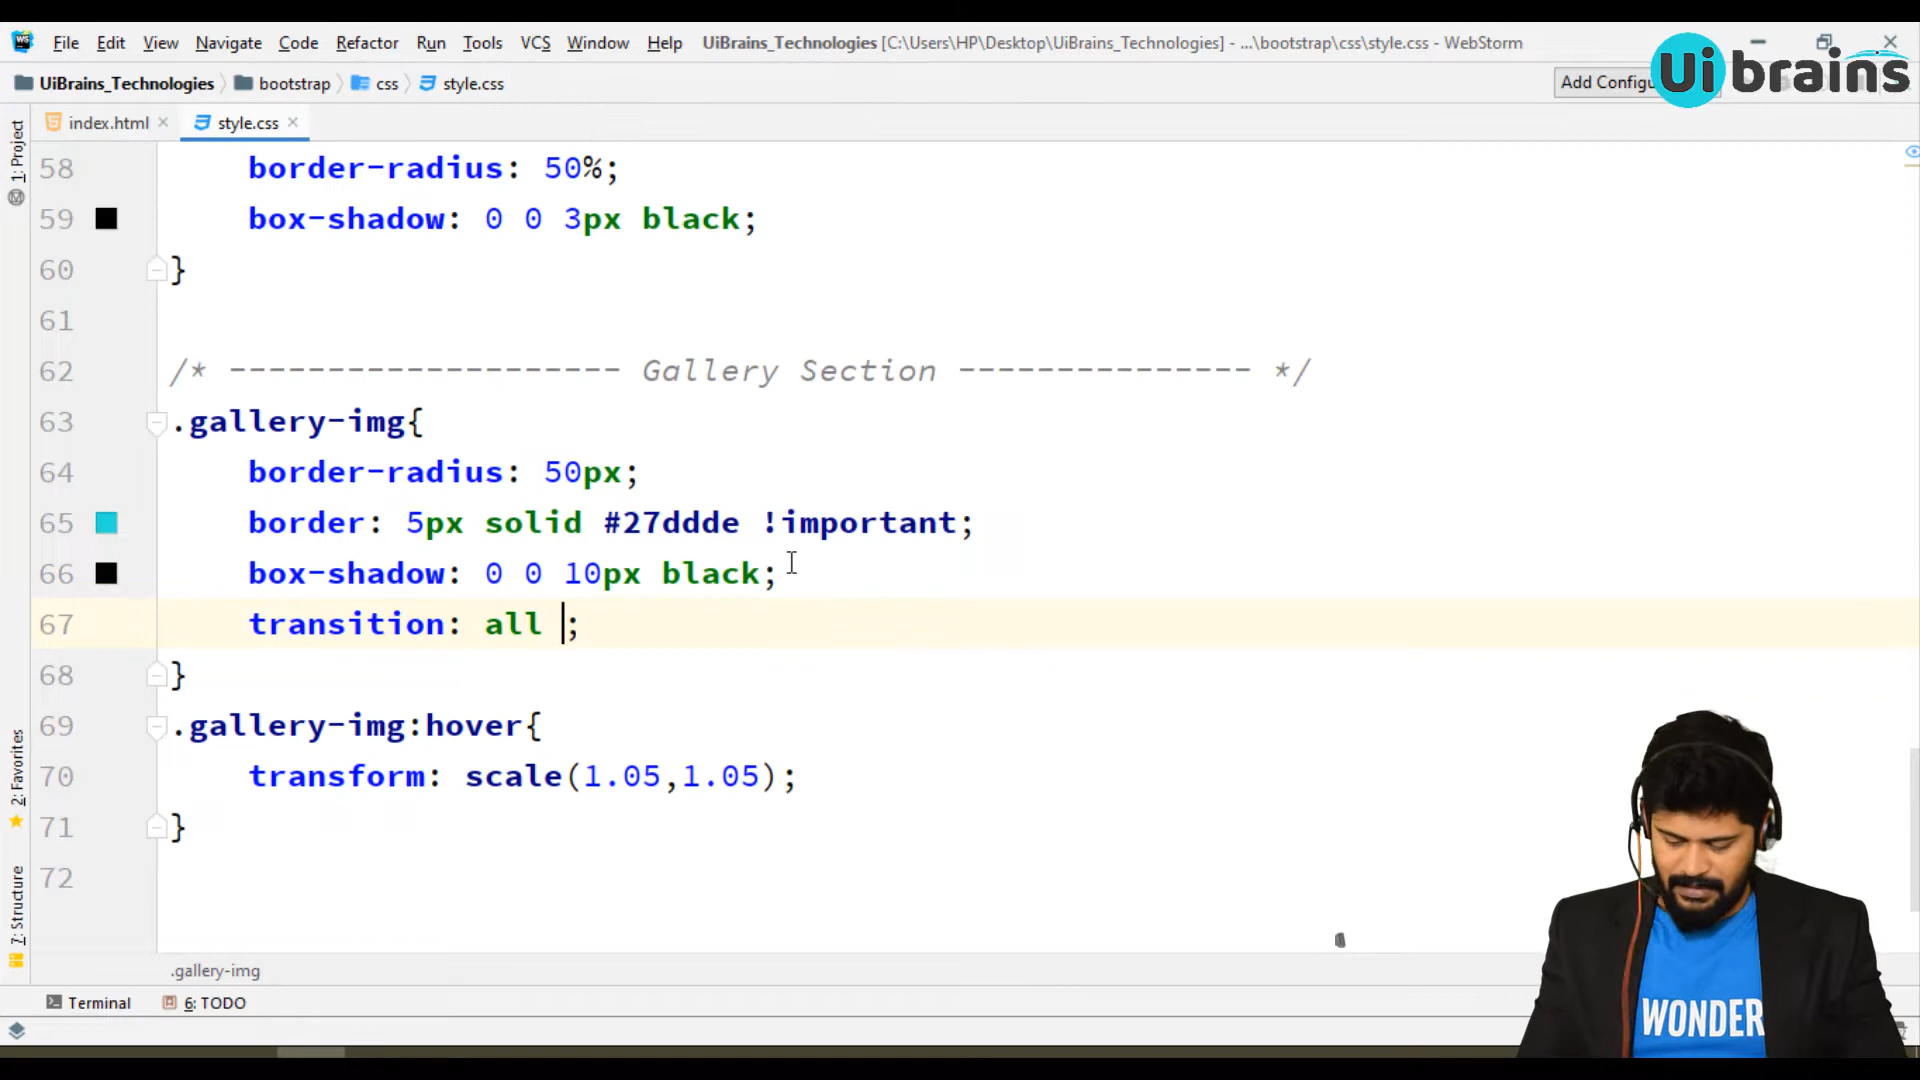 File Edit View Navigate Code Refactor Run Tools VCS Window Help UiBrains_Technologies [C:\Users\HP\Desktop\UiBrains_Technologies] - ...\bootstrap\css\style.css - WebStorm
UiBrains_Technologies bootstrap css style.css Add Configu
Ui brains
index.html style.css
1: Project
58 border-radius: 50%;
59 box-shadow: 0 0 3px black;
60 }
61
62 /* -------------------- Gallery Section --------------- */
63 .gallery-img{
64 border-radius: 50px;
65 border: 5px solid #27ddde !important;
66 box-shadow: 0 0 10px black;
67 transition: all ;
68 }
69 .gallery-img:hover{
70 transform: scale(1.05,1.05);
71 }
72
2: Favorites
7: Structure
.gallery-img
Terminal 6: TODO
WONDER